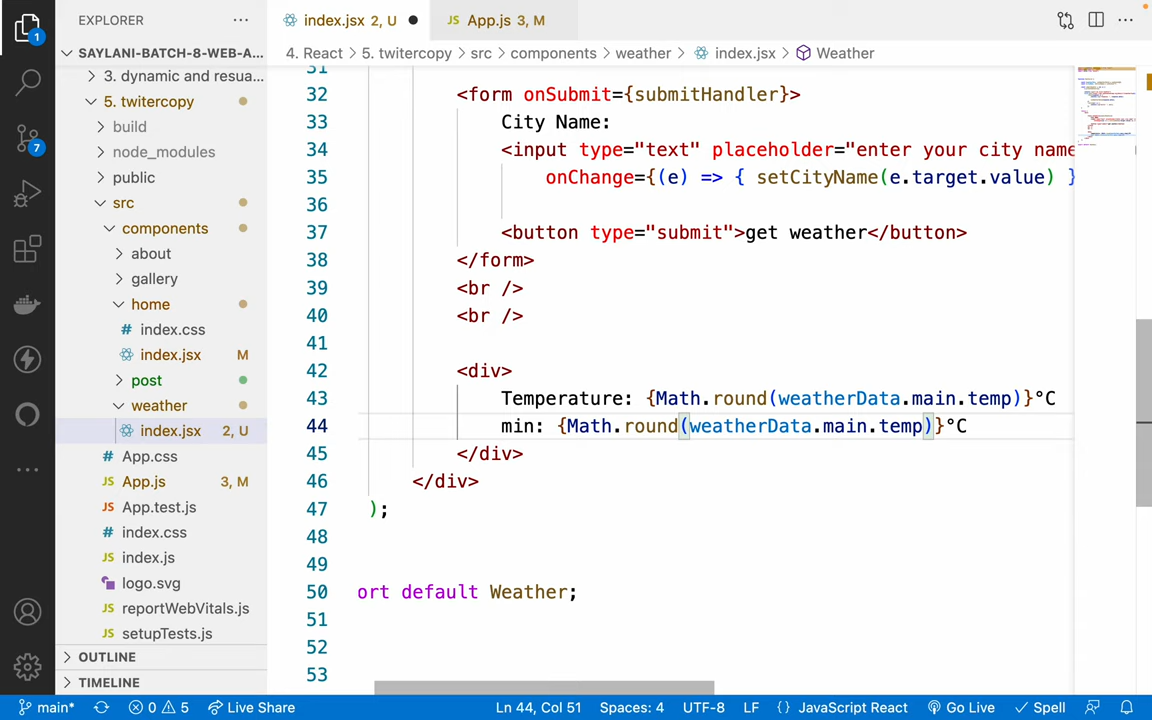 EXPLORER
index.jsx 2, U
JS App.js 3, M
SAYLANI-BATCH-8-WEB-A...
4. React > 5. twitercopy > src > components > weather > index.jsx > Weather
3. dynamic and resua...
5. twitercopy
build
node_modules
public
src
components
about
gallery
home
# index.css
index.jsx M
post
weather
index.jsx 2, U
# App.css
JS App.js 3, M
JS App.test.js
# index.css
JS index.js
logo.svg
JS reportWebVitals.js
JS setupTests.js
OUTLINE
TIMELINE
31
32 <form onSubmit={submitHandler}>
33 City Name:
34 <input type="text" placeholder="enter your city name
35 onChange={(e) => { setCityName(e.target.value) }
36
37 <button type="submit">get weather</button>
38 </form>
39 <br />
40 <br />
41
42 <div>
43 Temperature: {Math.round(weatherData.main.temp)}°C
44 min: {Math.round(weatherData.main.temp)}°C
45 </div>
46 </div>
47 );
48
49
50 ort default Weather;
51
52
53
1
7
main* 0 5 Live Share Ln 44, Col 51 Spaces: 4 UTF-8 LF {} JavaScript React Go Live Spell